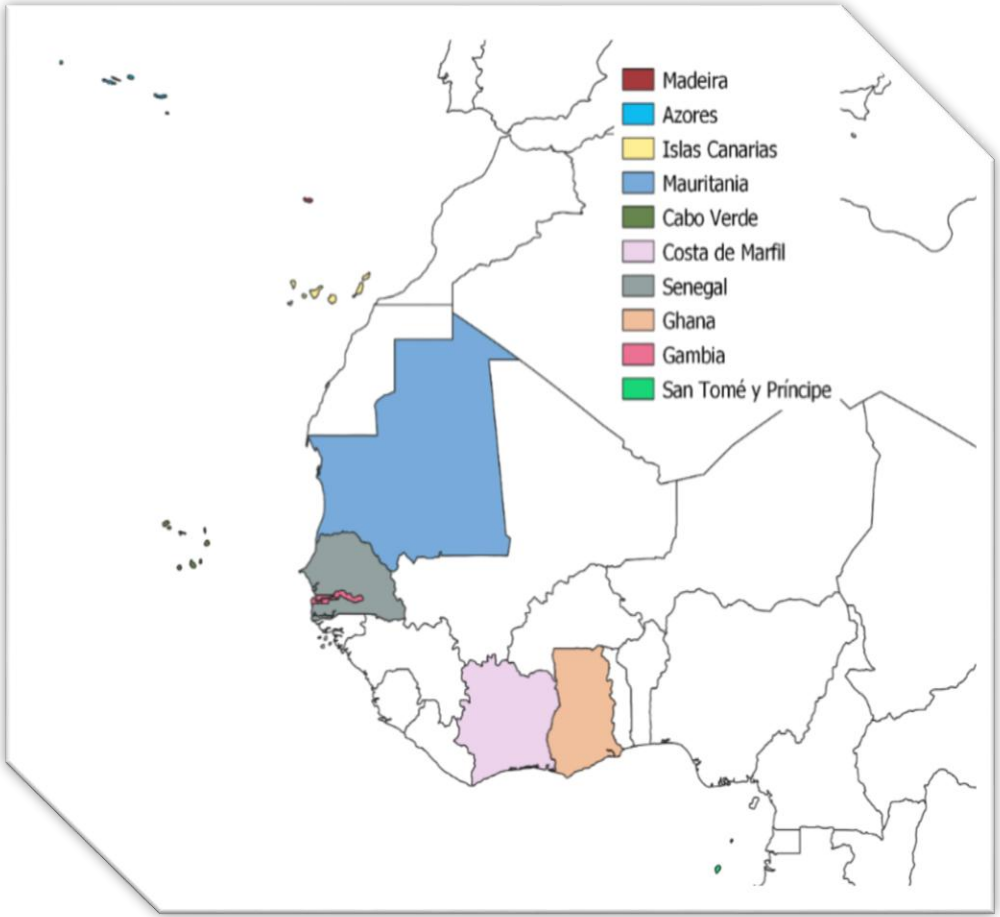 Madeira
Azores
Islas Canarias
Mauritania
Cabo Verde
Costa de Marfil
Senegal
Ghana
Gambia
San Tomé y Príncipe